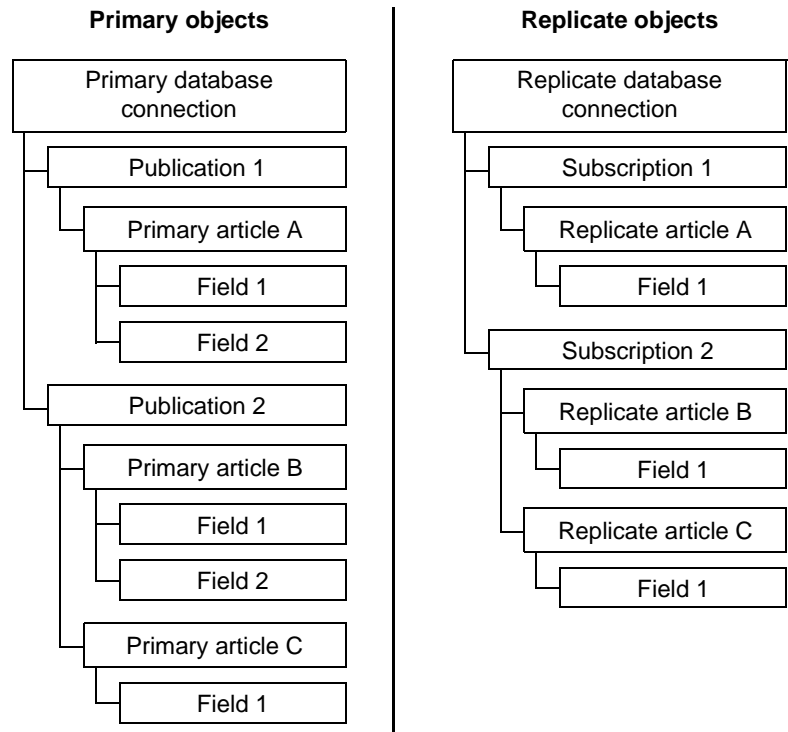 Primary objects
Primary database
connection
Publication 1
Primary article A
Field 1
Field 2
Publication 2
Primary article B
Field 1
Field 2
Primary article C
Field 1
Replicate objects
Replicate database
connection
Subscription 1
Replicate article A
Field 1
Subscription 2
Replicate article B
Field 1
Replicate article C
Field 1